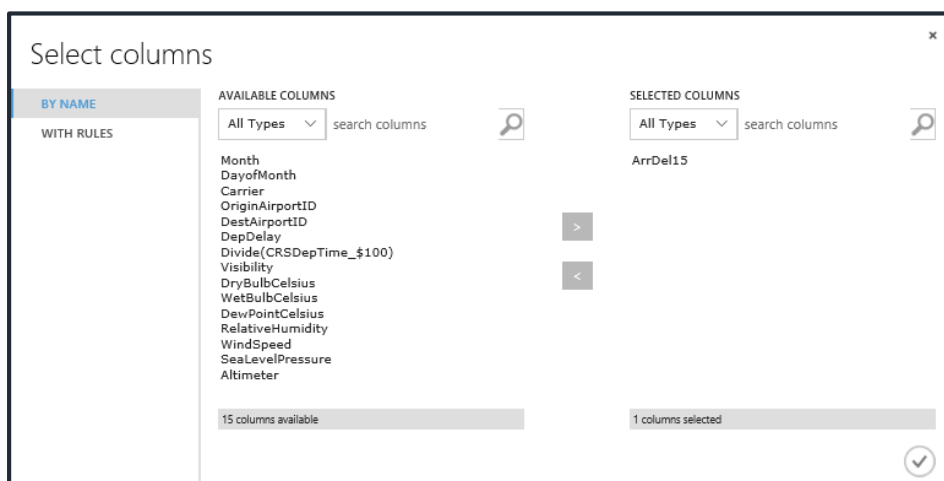 ×
Select columns
BY NAME
WITH RULES
AVAILABLE COLUMNS
All Types
search columns
Month
DayofMonth
Carrier
OriginAirportID
DestAirportID
DepDelay
Divide(CRSDepTime_$100)
Visibility
DryBulbCelsius
WetBulbCelsius
DewPointCelsius
RelativeHumidity
WindSpeed
SeaLevelPressure
Altimeter
15 columns available
>
<
SELECTED COLUMNS
All Types
search columns
ArrDel15
1 columns selected